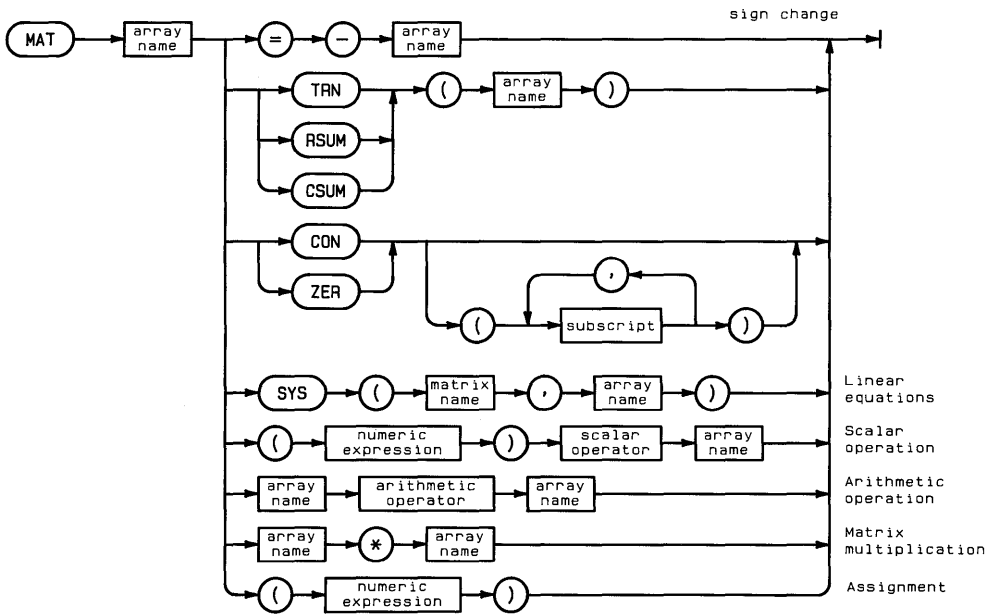 sign change
MAT array name = - array name
TRN ( array name )
RSUM
CSUM
CON
ZER
,
( subscript )
SYS ( matrix name , array name ) Linear equations
( numeric expression ) scalar operator array name Scalar operation
array name arithmetic operator array name Arithmetic operation
array name * array name Matrix multiplication
( numeric expression ) Assignment